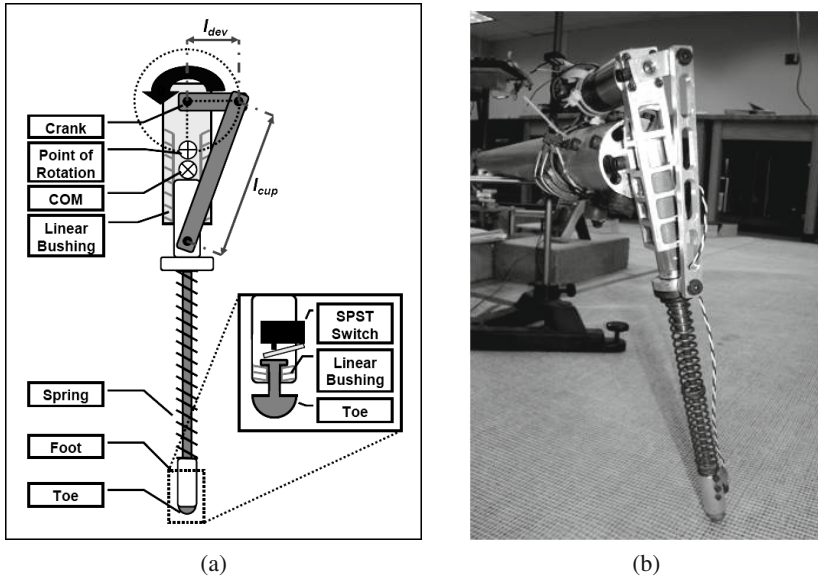 l_dev
Crank
Point of
Rotation
COM
Linear
Bushing
l_cup
SPST
Switch
Linear
Bushing
Toe
Spring
Foot
Toe
(a)
(b)